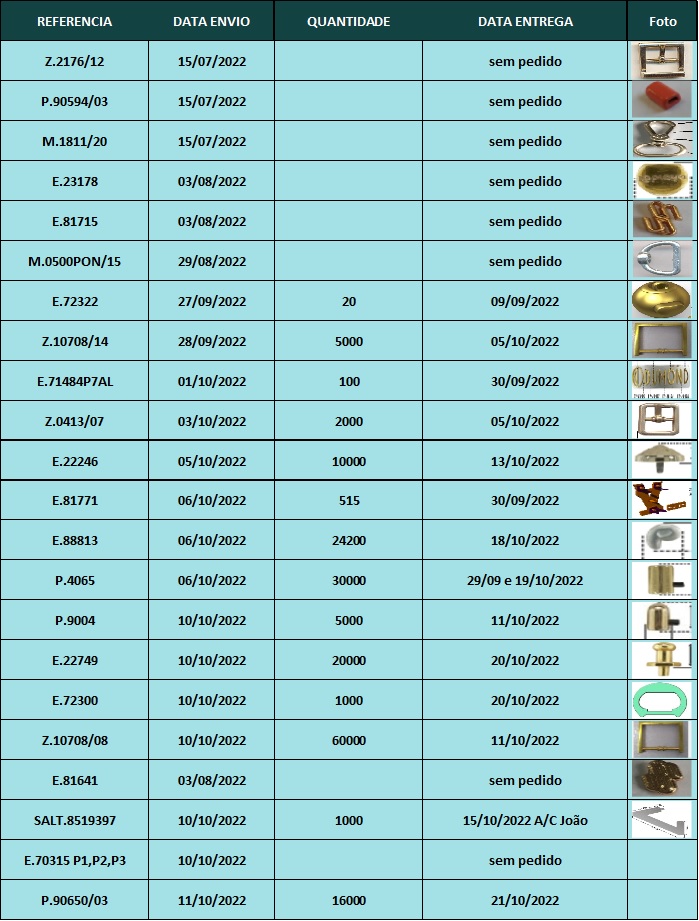 REFERENCIA DATA ENVIO QUANTIDADE DATA ENTREGA Foto
Z.2176/12 15/07/2022 sem pedido
P.90594/03 15/07/2022 sem pedido
M.1811/20 15/07/2022 sem pedido
E.23178 03/08/2022 sem pedido
E.81715 03/08/2022 sem pedido
M.0500PON/15 29/08/2022 sem pedido
E.72322 27/09/2022 20 09/09/2022
Z.10708/14 28/09/2022 5000 05/10/2022
E.71484P7AL 01/10/2022 100 30/09/2022
Z.0413/07 03/10/2022 2000 05/10/2022
E.22246 05/10/2022 10000 13/10/2022
E.81771 06/10/2022 515 30/09/2022
E.88813 06/10/2022 24200 18/10/2022
P.4065 06/10/2022 30000 29/09 e 19/10/2022
P.9004 10/10/2022 5000 11/10/2022
E.22749 10/10/2022 20000 20/10/2022
E.72300 10/10/2022 1000 20/10/2022
Z.10708/08 10/10/2022 60000 11/10/2022
E.81641 03/08/2022 sem pedido
SALT.8519397 10/10/2022 1000 15/10/2022 A/C João
E.70315 P1,P2,P3 10/10/2022 sem pedido
P.90650/03 11/10/2022 16000 21/10/2022